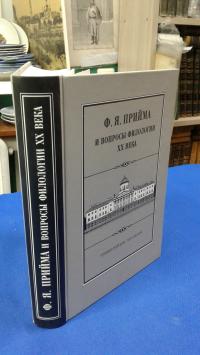 Ф. Я. ПРИЙМА
И ВОПРОСЫ ФИЛОЛОГИИ
XX ВЕКА
Ф. Я. ПРИЙМА И ВОПРОСЫ ФИЛОЛОГИИ XX ВЕКА